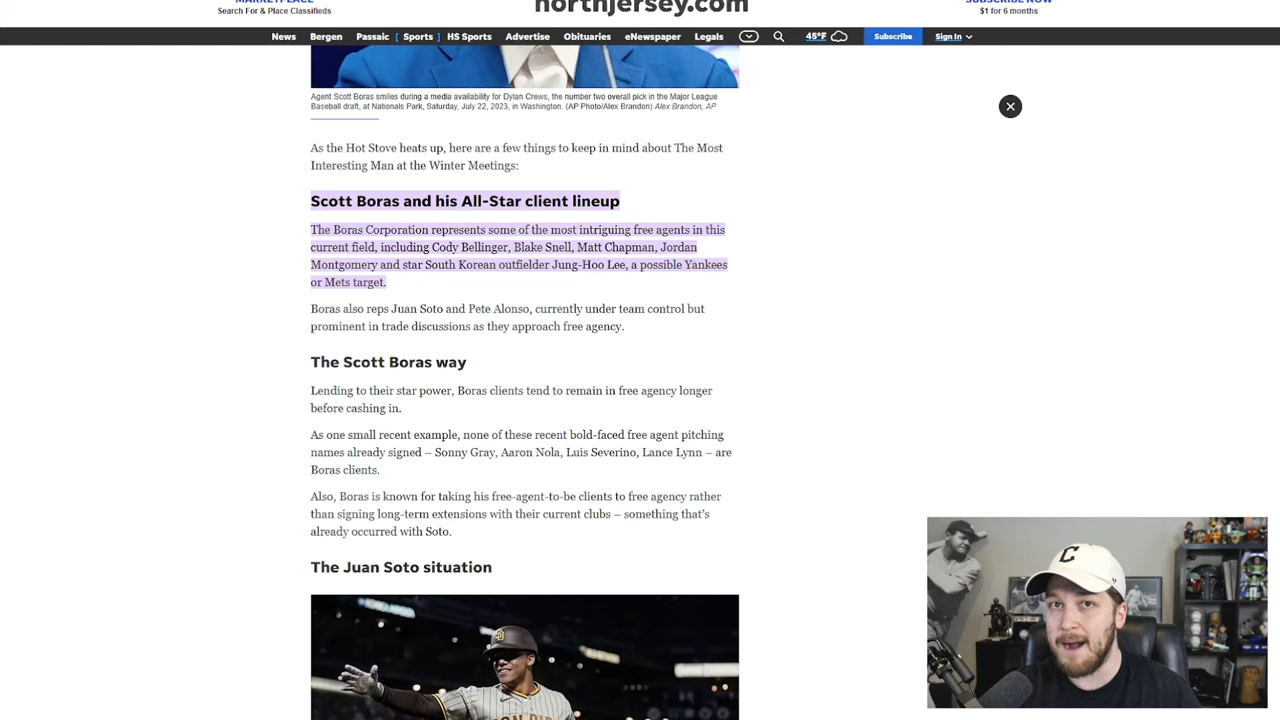 MARKETPLACE
Search For & Place Classifieds
northjersey.com
SUBSCRIBE NOW
$1 for 6 months
News Bergen Passaic [ Sports ] HS Sports Advertise Obituaries eNewspaper Legals 45°F Subscribe Sign In
Agent Scott Boras smiles during a media availability for Dylan Crews, the number two overall pick in the Major League
Baseball draft, at Nationals Park, Saturday, July 22, 2023, in Washington. (AP Photo/Alex Brandon) Alex Brandon, AP
As the Hot Stove heats up, here are a few things to keep in mind about The Most
Interesting Man at the Winter Meetings:
Scott Boras and his All-Star client lineup
The Boras Corporation represents some of the most intriguing free agents in this
current field, including Cody Bellinger, Blake Snell, Matt Chapman, Jordan
Montgomery and star South Korean outfielder Jung-Hoo Lee, a possible Yankees
or Mets target.
Boras also reps Juan Soto and Pete Alonso, currently under team control but
prominent in trade discussions as they approach free agency.
The Scott Boras way
Lending to their star power, Boras clients tend to remain in free agency longer
before cashing in.
As one small recent example, none of these recent bold-faced free agent pitching
names already signed – Sonny Gray, Aaron Nola, Luis Severino, Lance Lynn – are
Boras clients.
Also, Boras is known for taking his free-agent-to-be clients to free agency rather
than signing long-term extensions with their current clubs – something that's
already occurred with Soto.
The Juan Soto situation
C